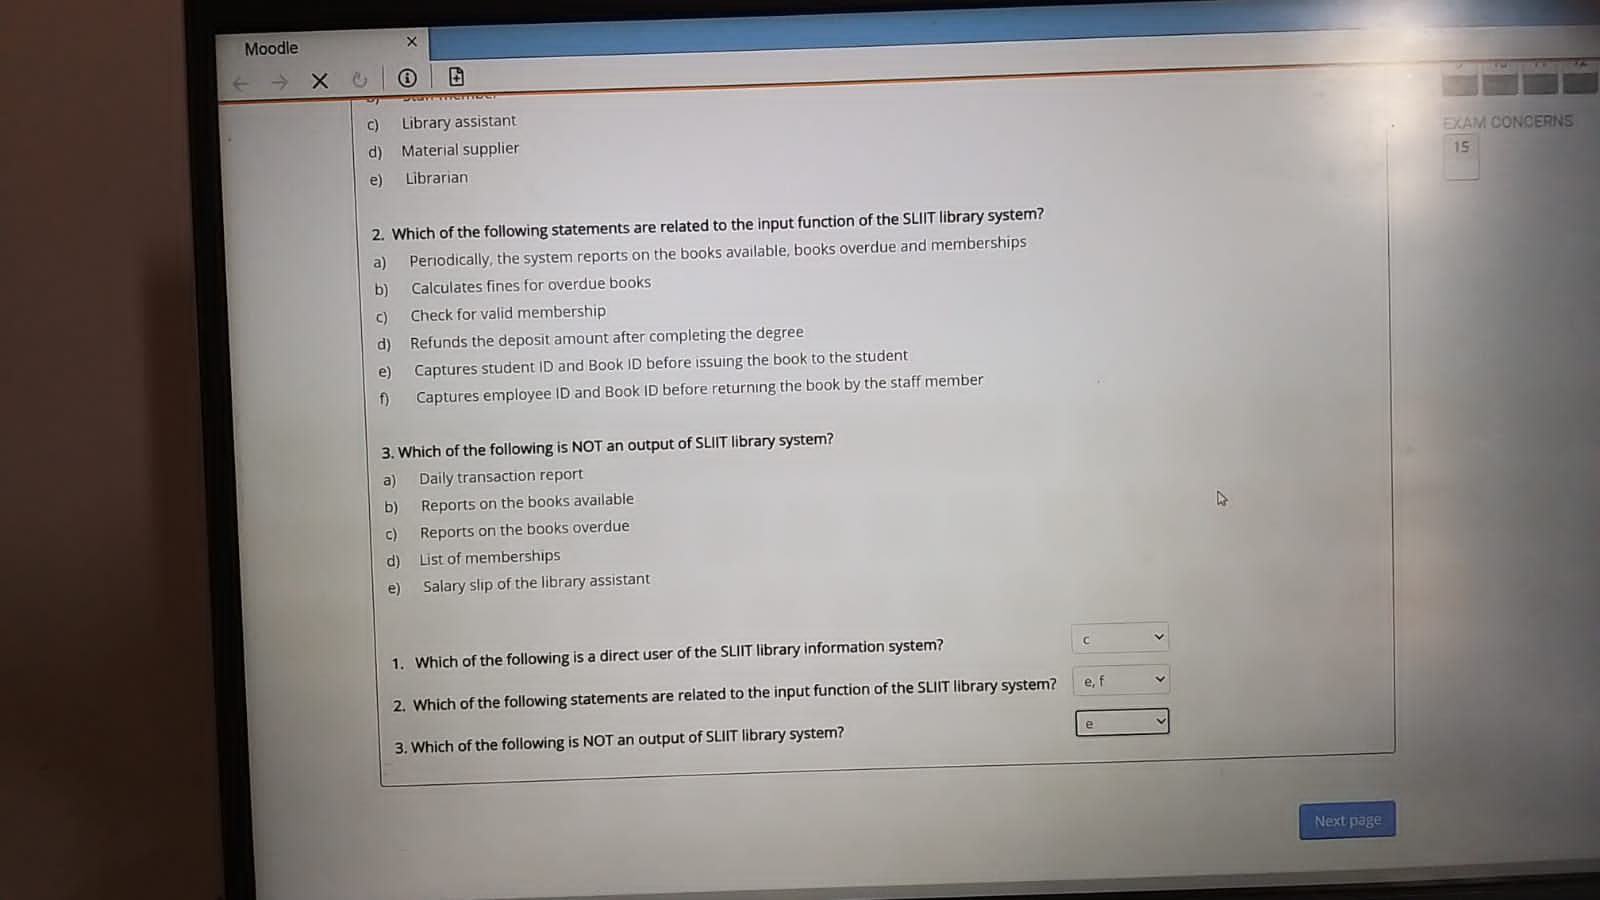 Moodle
EXAM CONCERNS
15
c) Library assistant
d) Material supplier
e) Librarian
2. Which of the following statements are related to the input function of the SLIIT library system?
a) Periodically, the system reports on the books available, books overdue and memberships
b) Calculates fines for overdue books
c) Check for valid membership
d) Refunds the deposit amount after completing the degree
e) Captures student ID and Book ID before issuing the book to the student
f) Captures employee ID and Book ID before returning the book by the staff member
3. Which of the following is NOT an output of SLIIT library system?
a) Daily transaction report
b) Reports on the books available
c) Reports on the books overdue
d) List of memberships
e) Salary slip of the library assistant
1. Which of the following is a direct user of the SLIIT library information system? c
2. Which of the following statements are related to the input function of the SLIIT library system? e, f
3. Which of the following is NOT an output of SLIIT library system? e
Next page